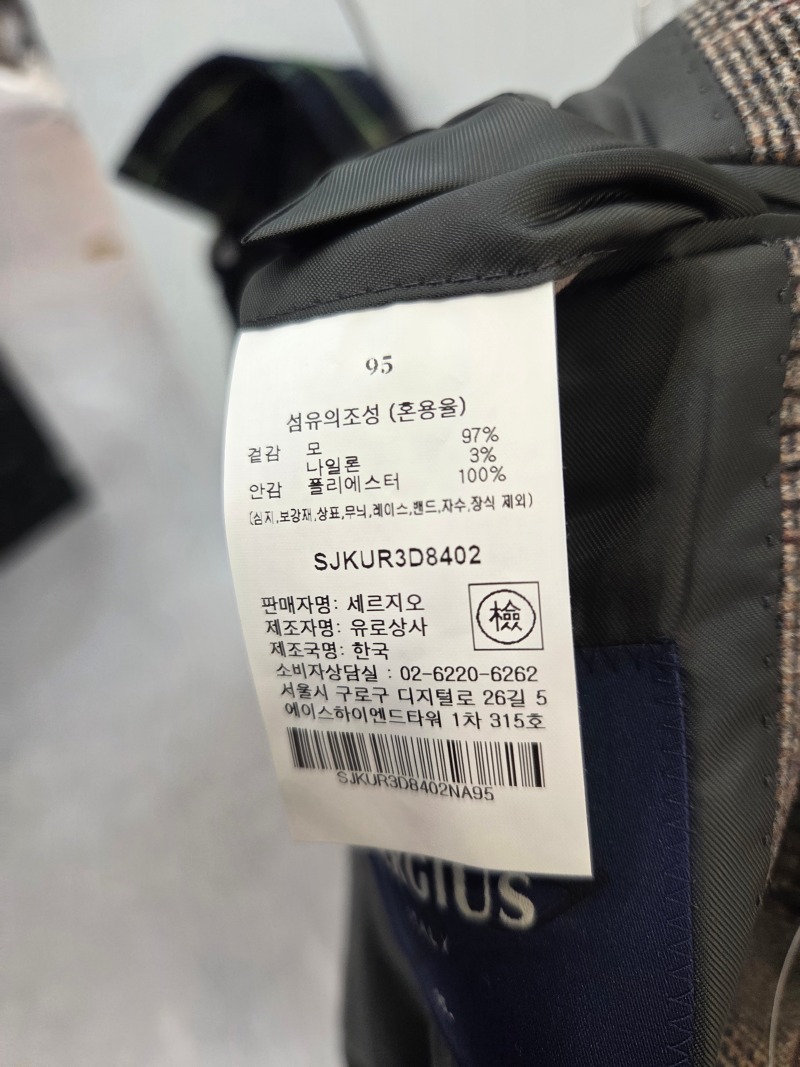 95
섬유의조성 (혼용율)
겉감 모 97%
나일론 3%
안감 폴리에스터 100%
(심지,보강재,상표,무늬,레이스,밴드,자수,장식 제외)
SJKUR3D8402
판매자명: 세르지오
제조자명: 유로상사
檢
제조국명: 한국
소비자상담실 : 02-6220-6262
서울시 구로구 디지털로 26길 5
에이스하이엔드타워 1차 315호
SJKUR3D8402NA95
RGIUS